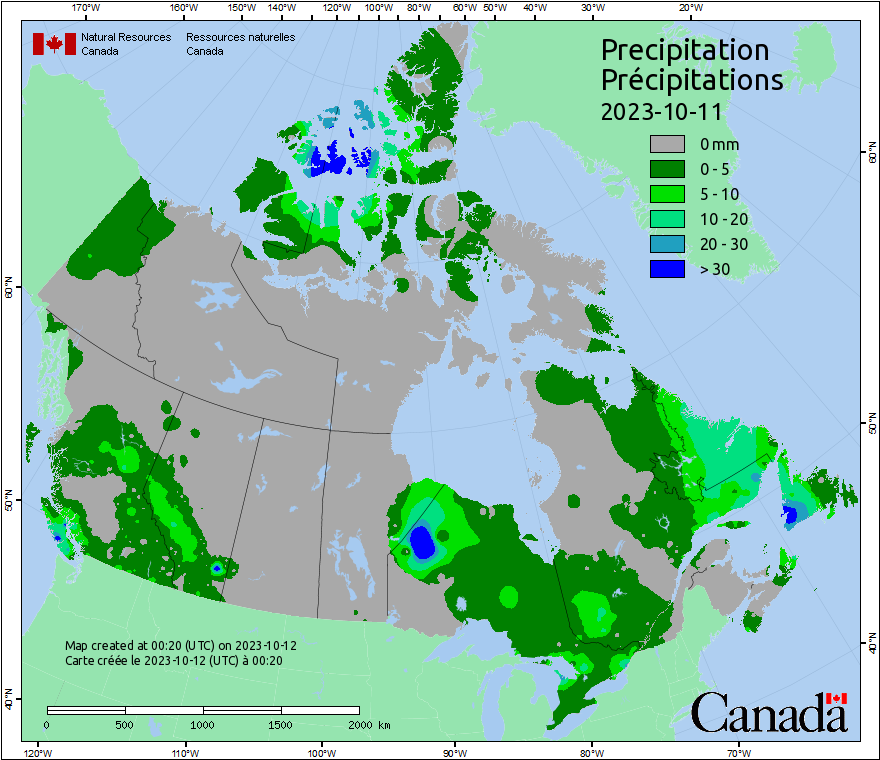 170°W 160°W 150°W 140°W 120°W 100°W 80°W 60°W 50°W 40°W 30°W 20°W
Natural Resources Ressources naturelles
Canada Canada
Precipitation
Précipitations
2023-10-11
0 mm
0 - 5
5 - 10
10 - 20
20 - 30
> 30
60°N
60°N
50°N
50°N
40°N
40°N
Map created at 00:20 (UTC) on 2023-10-12
Carte créée le 2023-10-12 (UTC) à 00:20
0 500 1000 1500 2000 km
Canada
120°W 110°W 100°W 90°W 80°W 70°W